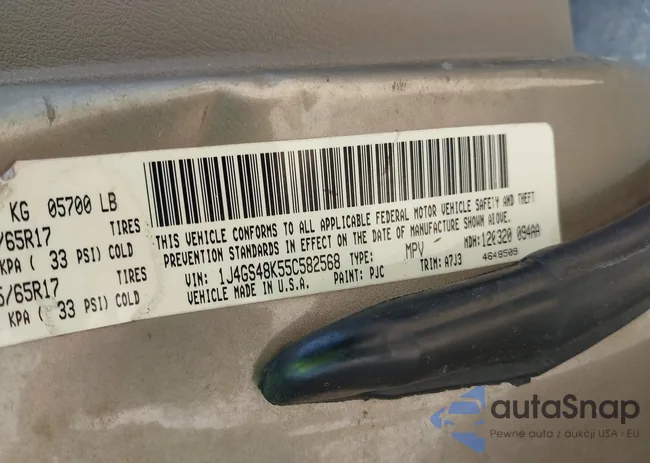 KG 05700 LB
/65R17 TIRES
KPA ( 33 PSI) COLD
5/65R17 TIRES
KPA ( 33 PSI) COLD
THIS VEHICLE CONFORMS TO ALL APPLICABLE FEDERAL MOTOR VEHICLE SAFETY AND THEFT
PREVENTION STANDARDS IN EFFECT ON THE DATE OF MANUFACTURE SHOWN ABOVE.
VIN: 1J4GS48K55C582568 TYPE: MPV MDH: 120320 094AA
VEHICLE MADE IN U.S.A. PAINT: PJC TRIM: A7J3 4648509
autaSnap
Pewne auta z aukcji USA i EU